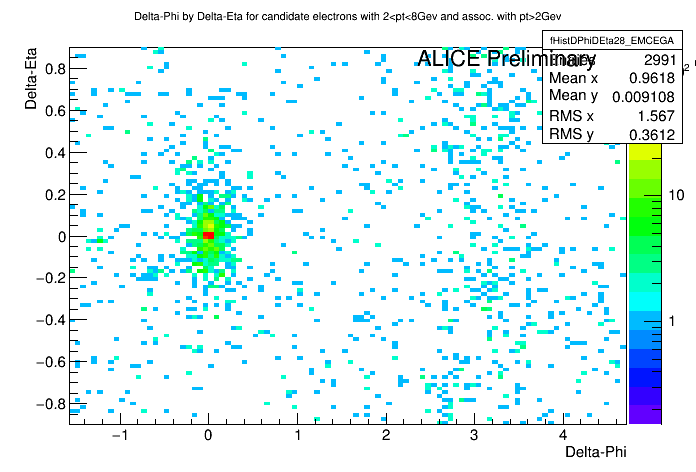 Delta-Phi by Delta-Eta for candidate electrons with 2<pt<8Gev and assoc. with pt>2Gev
Delta-Eta
ALICE Preliminary
fHistDPhiDEta28_EMCEGA
2991
Mean x 0.9618
Mean y 0.009108
RMS x 1.567
RMS y 0.3612
0.8
0.6
0.4
0.2
0
−0.2
−0.4
−0.6
−0.8
−1 0 1 2 3 4
Delta-Phi
10
1